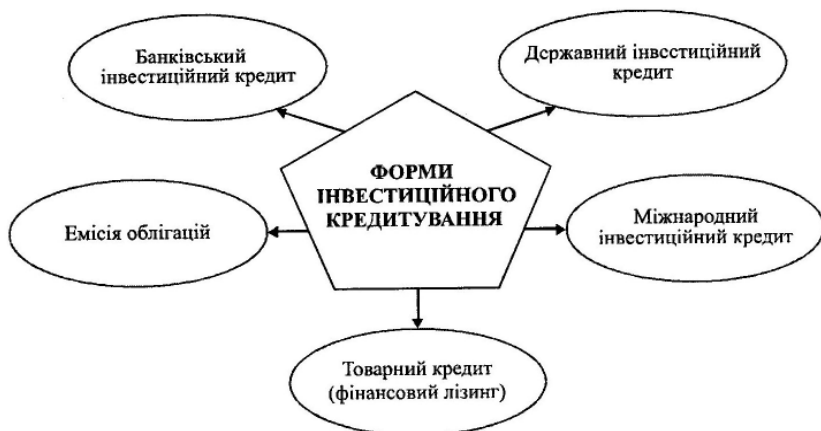 Банківський
інвестиційний кредит
Державний інвестиційний
кредит
ФОРМИ
ІНВЕСТИЦІЙНОГО
КРЕДИТУВАННЯ
Емісія облігацій
Міжнародний
інвестиційний кредит
Товарний кредит
(фінансовий лізинг)